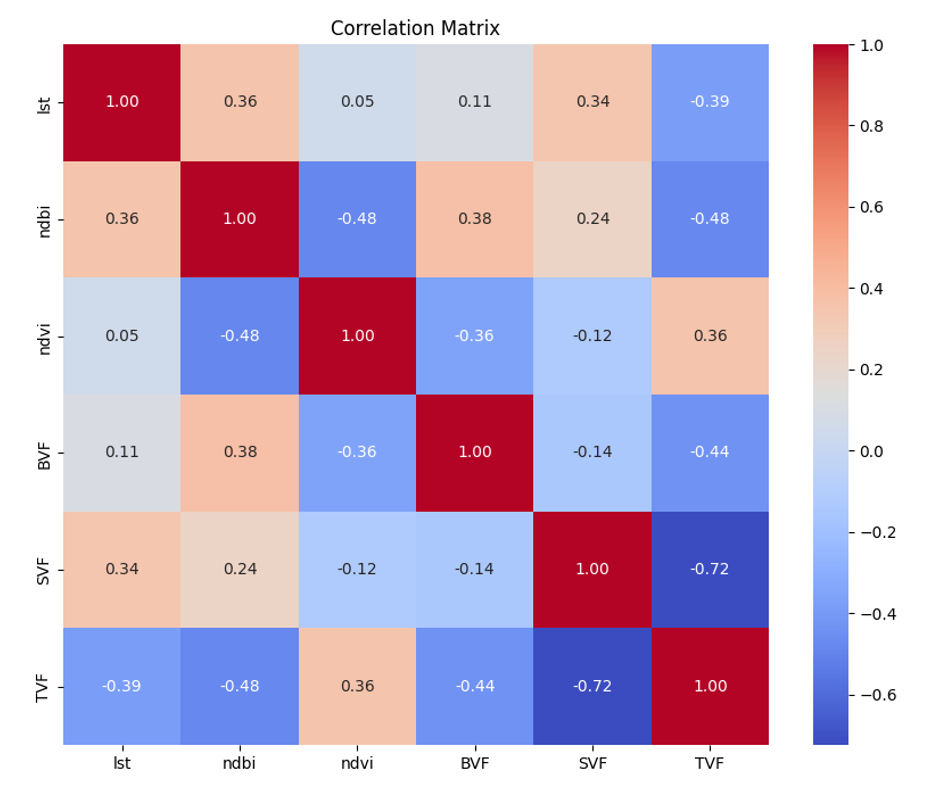 Correlation Matrix
lst 1.00 0.36 0.05 0.11 0.34 -0.39
ndbi 0.36 1.00 -0.48 0.38 0.24 -0.48
ndvi 0.05 -0.48 1.00 -0.36 -0.12 0.36
BVF 0.11 0.38 -0.36 1.00 -0.14 -0.44
SVF 0.34 0.24 -0.12 -0.14 1.00 -0.72
TVF -0.39 -0.48 0.36 -0.44 -0.72 1.00
lst ndbi ndvi BVF SVF TVF
1.0
0.8
0.6
0.4
0.2
0.0
−0.2
−0.4
−0.6